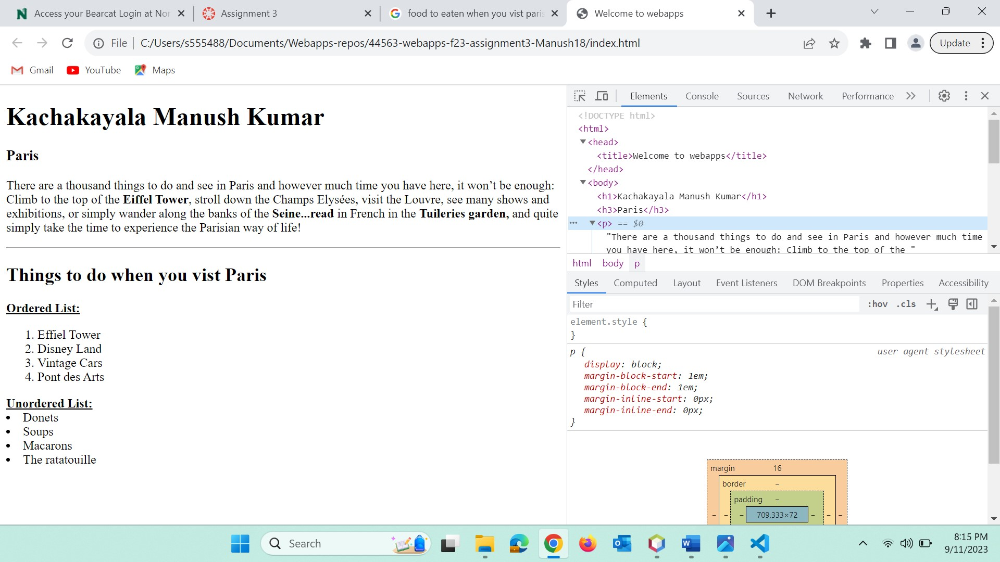 Access your Bearcat Login at Nor
Assignment 3
food to eaten when you vist paris
Welcome to webapps
File
C:/Users/s555488/Documents/Webapps-repos/44563-webapps-f23-assignment3-Manush18/index.html
Update
Gmail
YouTube
Maps
Kachakayala Manush Kumar
Paris
There are a thousand things to do and see in Paris and however much time you have here, it won’t be enough:
Climb to the top of the Eiffel Tower, stroll down the Champs Elysées, visit the Louvre, see many shows and
exhibitions, or simply wander along the banks of the Seine...read in French in the Tuileries garden, and quite
simply take the time to experience the Parisian way of life!
Things to do when you vist Paris
Ordered List:
1. Effiel Tower
2. Disney Land
3. Vintage Cars
4. Pont des Arts
Unordered List:
• Donets
• Soups
• Macarons
• The ratatouille
Elements
Console
Sources
Network
Performance
<!DOCTYPE html>
<html>
<head>
<title>Welcome to webapps</title>
</head>
<body>
<h1>Kachakayala Manush Kumar</h1>
<h3>Paris</h3>
<p> == $0
"There are a thousand things to do and see in Paris and however much time
you have here, it won’t be enough: Climb to the top of the "
html
body
p
Styles
Computed
Layout
Event Listeners
DOM Breakpoints
Properties
Accessibility
Filter
:hov
.cls
element.style {
}
p {
user agent stylesheet
display: block;
margin-block-start: 1em;
margin-block-end: 1em;
margin-inline-start: 0px;
margin-inline-end: 0px;
}
margin
16
border
–
padding
–
– – – 709.333×72 – – –
Search
8:15 PM
9/11/2023